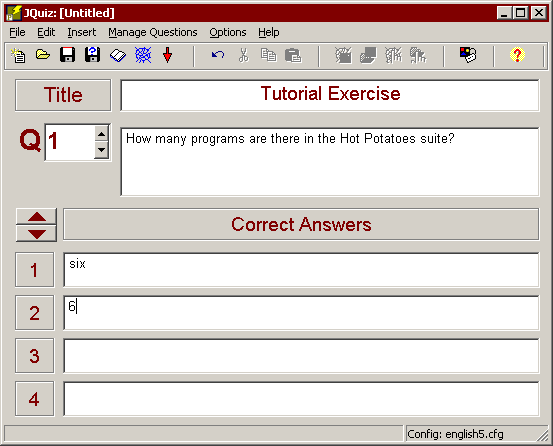 JQuiz: [Untitled]
File Edit Insert Manage Questions Options Help
Title
Tutorial Exercise
Q 1
How many programs are there in the Hot Potatoes suite?
Correct Answers
1 six
2 6
3
4
Config: english5.cfg